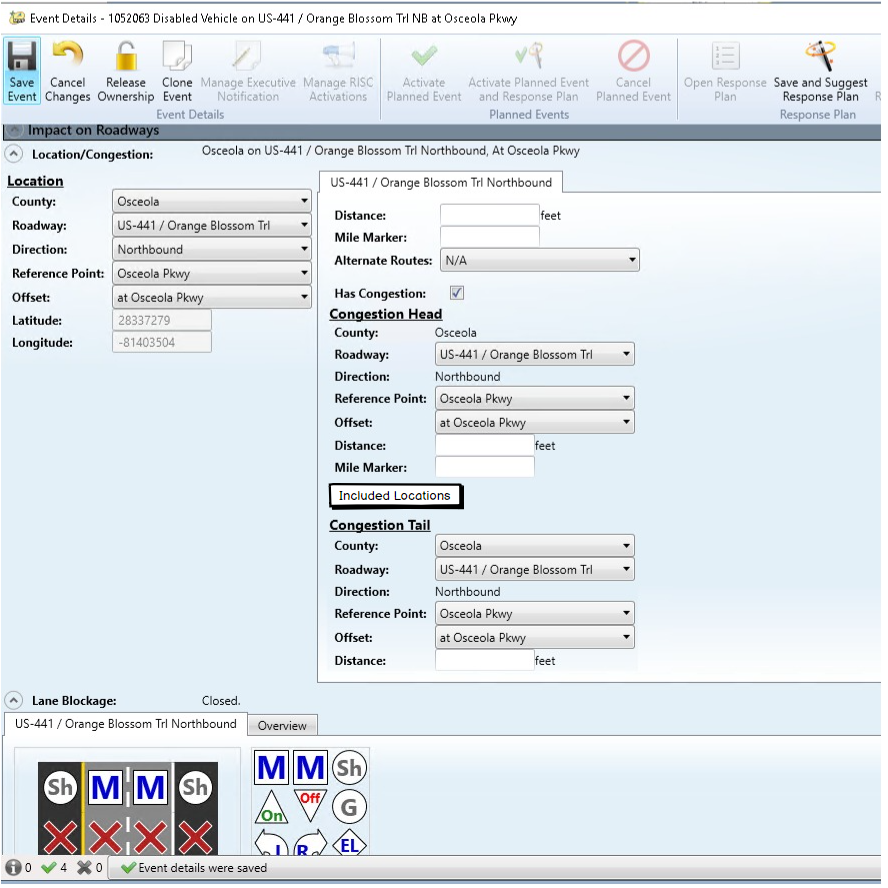 Event Details - 1052063 Disabled Vehicle on US-441 / Orange Blossom Trl NB at Osceola Pkwy
Save Event
Cancel Changes
Release Ownership
Clone Event
Manage Executive Notification
Manage RISC Activations
Activate Planned Event
Activate Planned Event and Response Plan
Cancel Planned Event
Open Response Plan
Save and Suggest Response Plan
Event Details
Planned Events
Response Plan
Impact on Roadways
Location/Congestion: Osceola on US-441 / Orange Blossom Trl Northbound, At Osceola Pkwy
Location
County: Osceola
Roadway: US-441 / Orange Blossom Trl
Direction: Northbound
Reference Point: Osceola Pkwy
Offset: at Osceola Pkwy
Latitude: 28337279
Longitude: -81403504
US-441 / Orange Blossom Trl Northbound
Distance: feet
Mile Marker:
Alternate Routes: N/A
Has Congestion:
Congestion Head
County: Osceola
Roadway: US-441 / Orange Blossom Trl
Direction: Northbound
Reference Point: Osceola Pkwy
Offset: at Osceola Pkwy
Distance: feet
Mile Marker:
Included Locations
Congestion Tail
County: Osceola
Roadway: US-441 / Orange Blossom Trl
Direction: Northbound
Reference Point: Osceola Pkwy
Offset: at Osceola Pkwy
Distance: feet
Lane Blockage: Closed.
US-441 / Orange Blossom Trl Northbound Overview
Sh M M Sh
M M Sh
On Off G
L R EL
0 4 0 Event details were saved